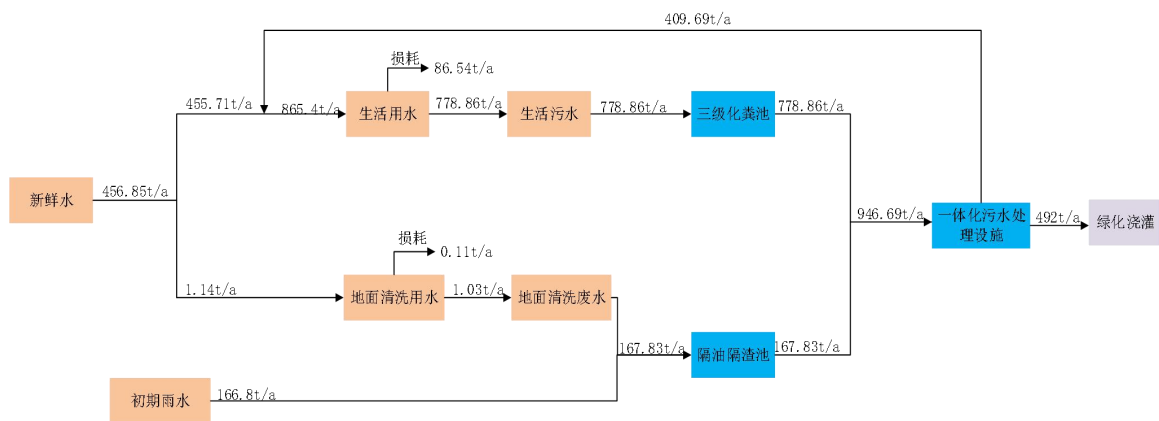 409.69t/a
损耗
86.54t/a
455.71t/a
865.4t/a
生活用水
778.86t/a
生活污水
778.86t/a
三级化粪池
778.86t/a
新鲜水
456.85t/a
946.69t/a
一体化污水处
理设施
492t/a
绿化浇灌
损耗
0.11t/a
1.14t/a
地面清洗用水
1.03t/a
地面清洗废水
167.83t/a
隔油隔渣池
167.83t/a
初期雨水
166.8t/a